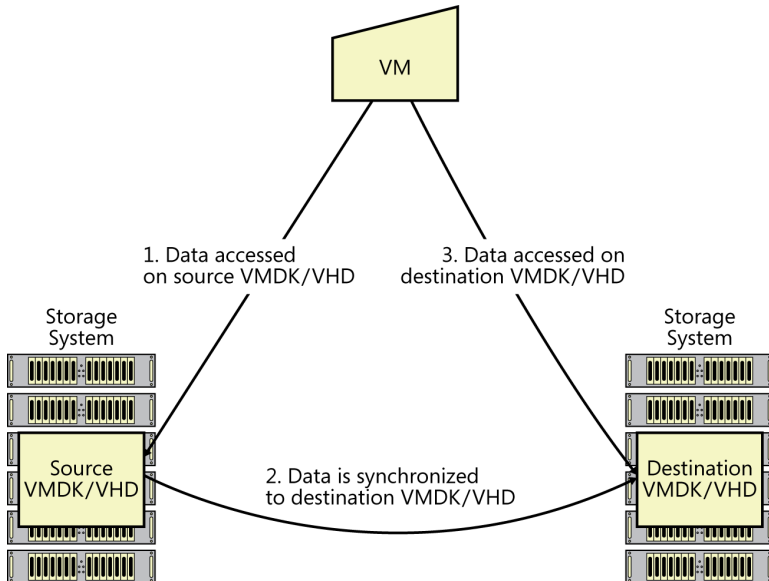 VM
1. Data accessed
on source VMDK/VHD
3. Data accessed on
destination VMDK/VHD
Storage
System
Storage
System
Source
VMDK/VHD
2. Data is synchronized
to destination VMDK/VHD
Destination
VMDK/VHD